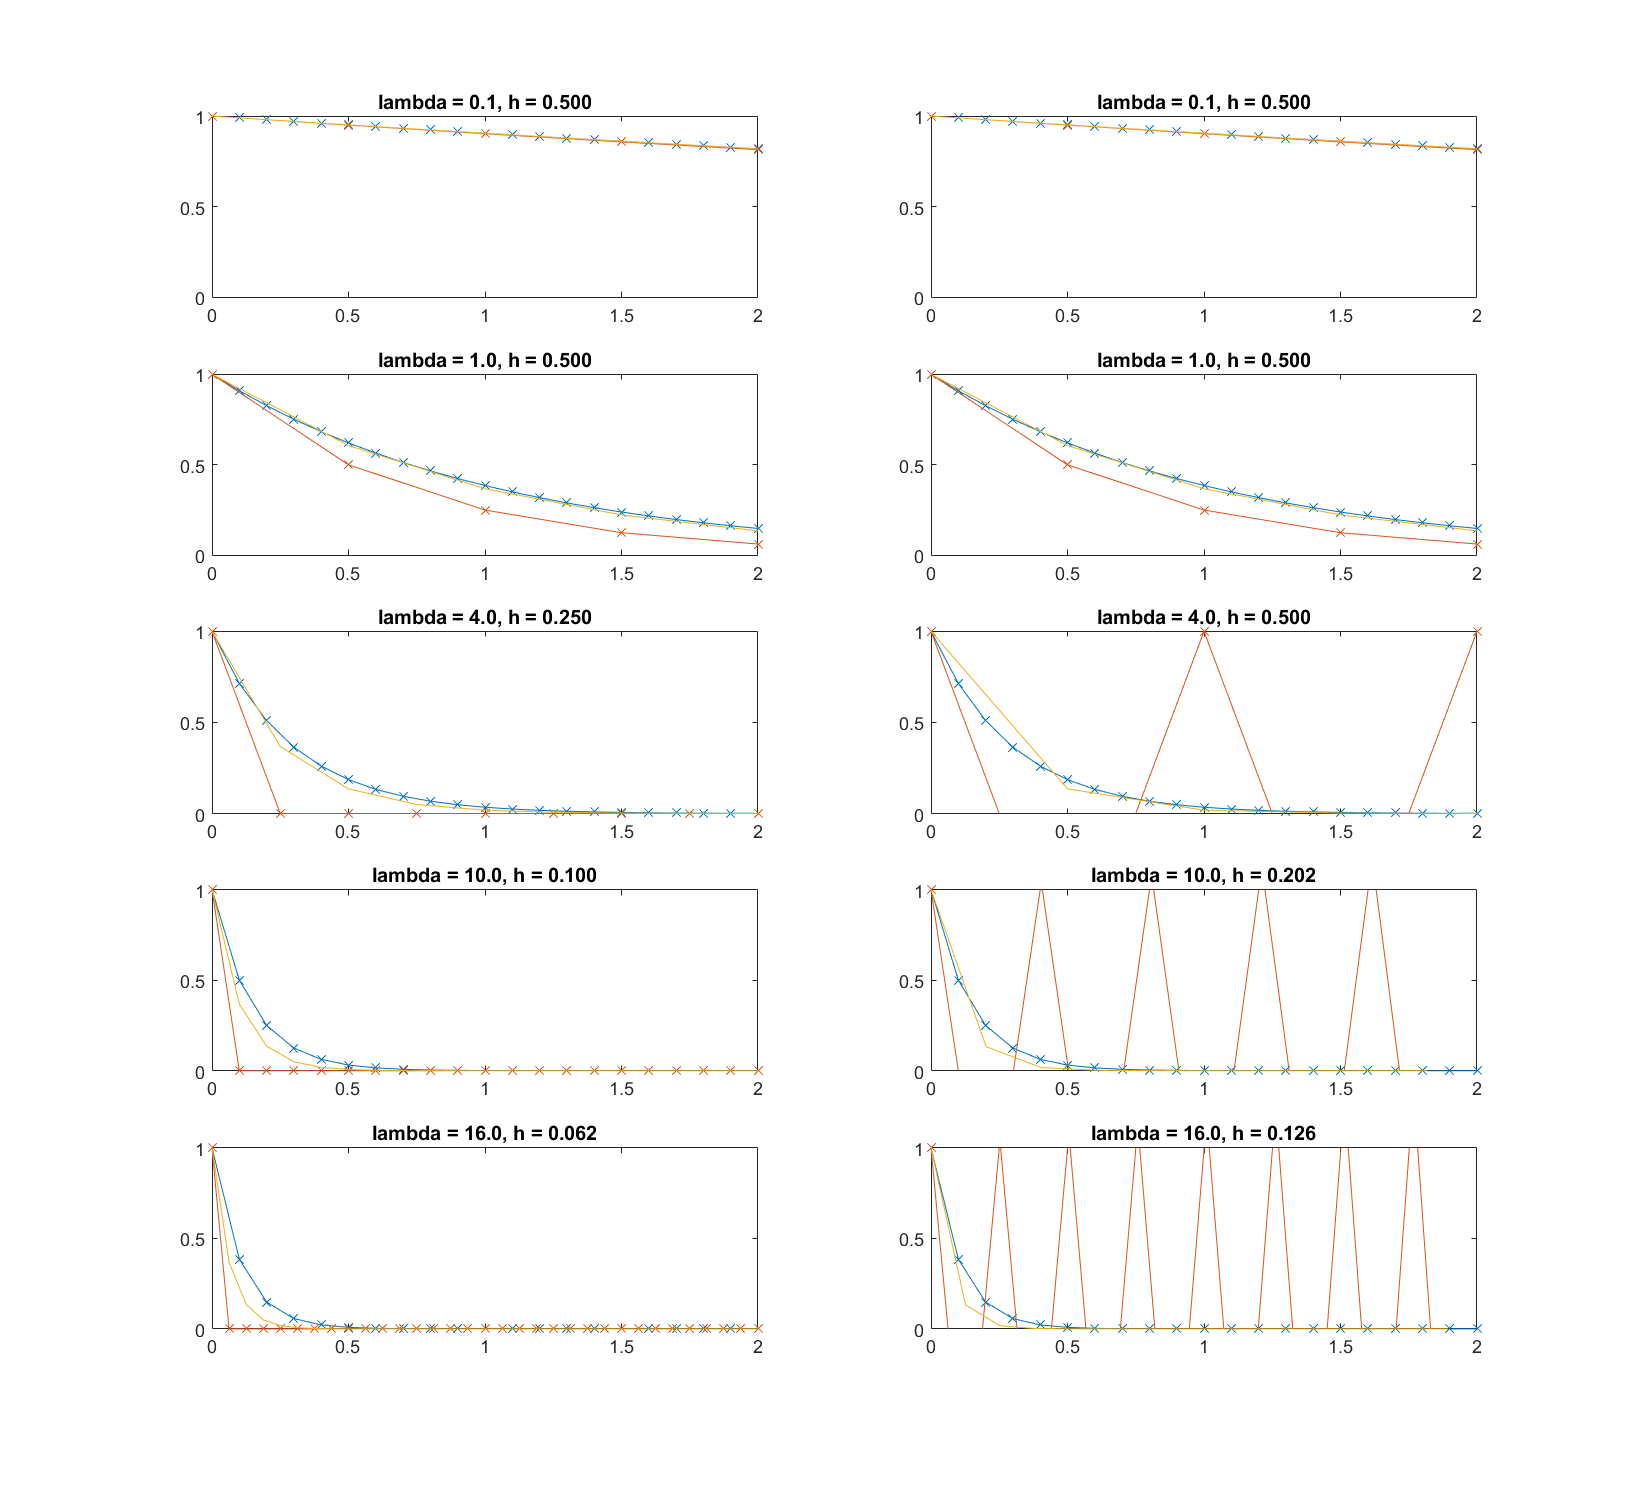 lambda = 0.1, h = 0.500
1
0.5
0
0 0.5 1 1.5 2
lambda = 0.1, h = 0.500
1
0.5
0
0 0.5 1 1.5 2
lambda = 1.0, h = 0.500
1
0.5
0
0 0.5 1 1.5 2
lambda = 1.0, h = 0.500
1
0.5
0
0 0.5 1 1.5 2
lambda = 4.0, h = 0.250
1
0.5
0
0 0.5 1 1.5 2
lambda = 4.0, h = 0.500
1
0.5
0
0 0.5 1 1.5 2
lambda = 10.0, h = 0.100
1
0.5
0
0 0.5 1 1.5 2
lambda = 10.0, h = 0.202
1
0.5
0
0 0.5 1 1.5 2
lambda = 16.0, h = 0.062
1
0.5
0
0 0.5 1 1.5 2
lambda = 16.0, h = 0.126
1
0.5
0
0 0.5 1 1.5 2